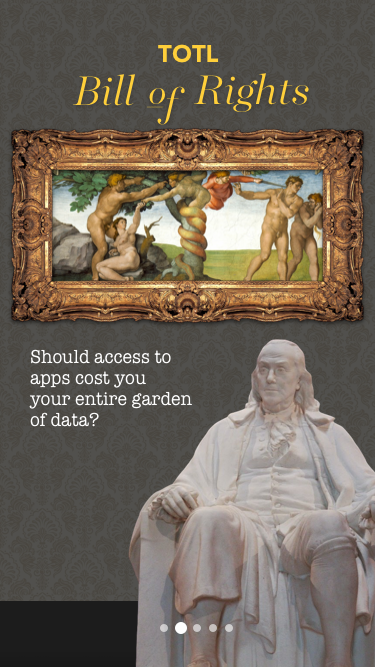 TOTL
Bill of Rights
Should access to
apps cost you
your entire garden
of data?